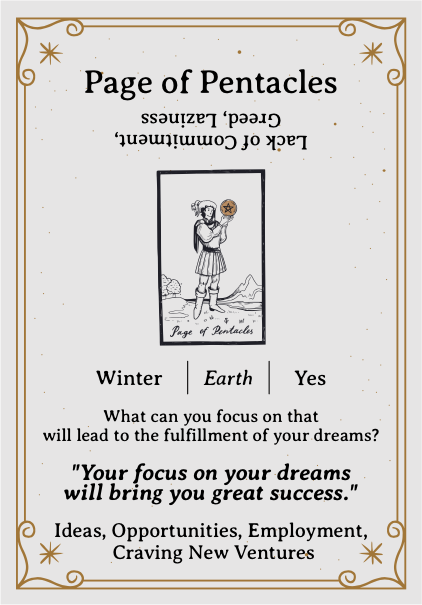 Page of Pentacles
Lack of Commitment,
Greed, Laziness
Page of Pentacles
Winter | Earth | Yes
What can you focus on that
will lead to the fulfillment of your dreams?
"Your focus on your dreams
will bring you great success."
Ideas, Opportunities, Employment,
Craving New Ventures